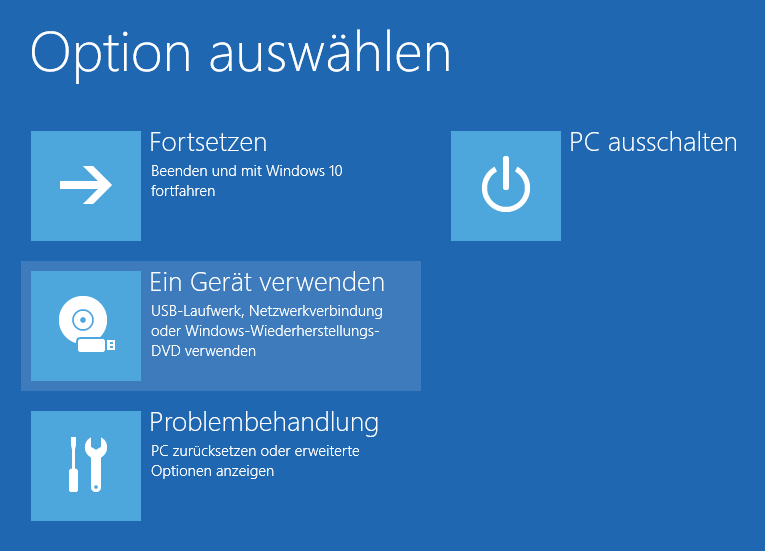 Option auswählen
Fortsetzen
Beenden und mit Windows 10
fortfahren
PC ausschalten
Ein Gerät verwenden
USB-Laufwerk, Netzwerkverbindung
oder Windows-Wiederherstellungs-
DVD verwenden
Problembehandlung
PC zurücksetzen oder erweiterte
Optionen anzeigen